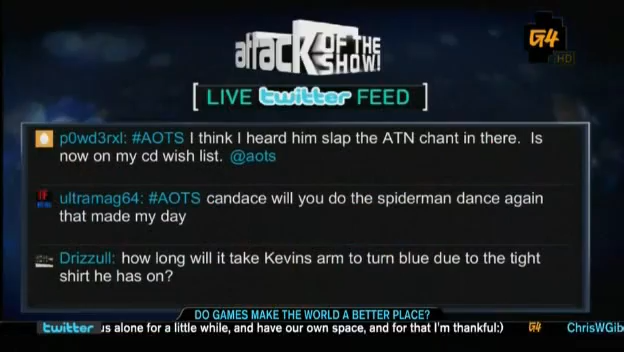 attack OF THE SHOW!
G4 HD
[ LIVE twitter FEED ]
p0wd3rxl: #AOTS I think I heard him slap the ATN chant in there. Is
now on my cd wish list. @aots
ultramag64: #AOTS candace will you do the spiderman dance again
that made my day
Drizzull: how long will it take Kevins arm to turn blue due to the tight
shirt he has on?
DO GAMES MAKE THE WORLD A BETTER PLACE?
twitter us alone for a little while, and have our own space, and for that I'm thankful:) G4 ChrisWGib